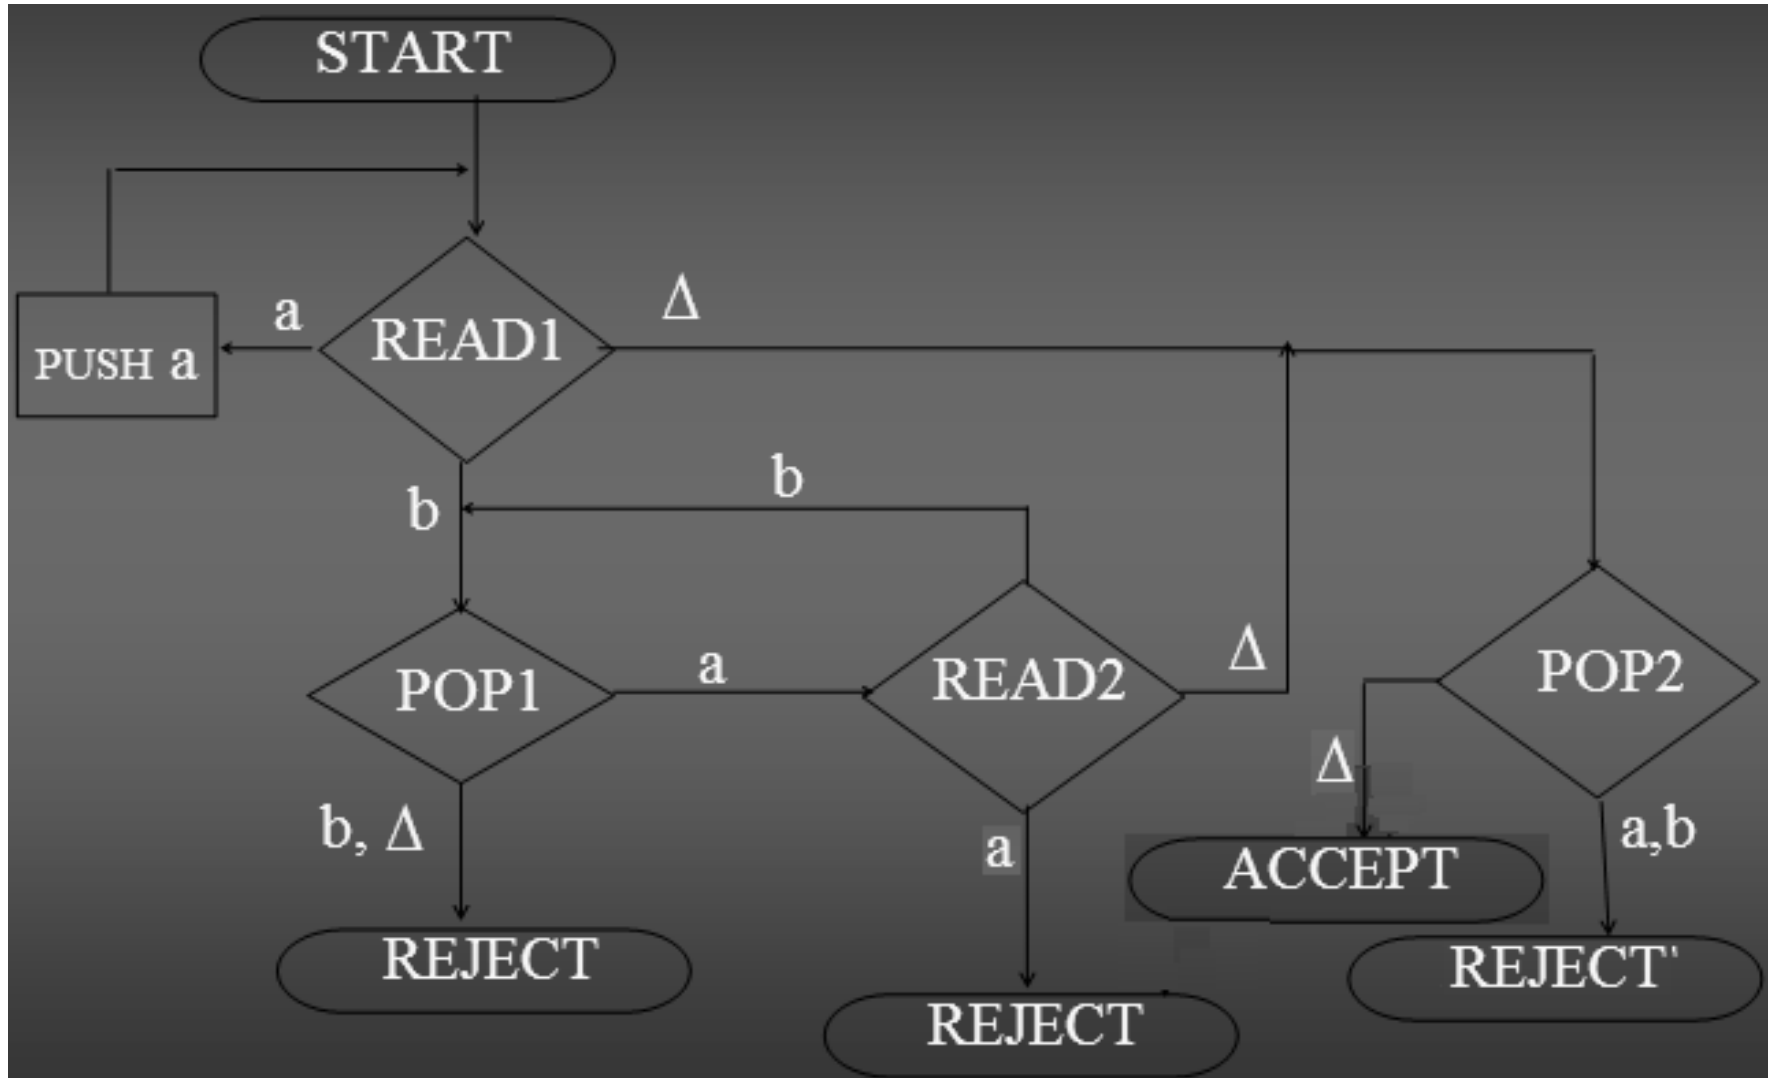 START
Δ
a
READ1
PUSH a
b
b
a
Δ
READ2
POP2
POP1
Δ
b, Δ
a
a,b
ACCEPT
REJECT
REJECT'
REJECT